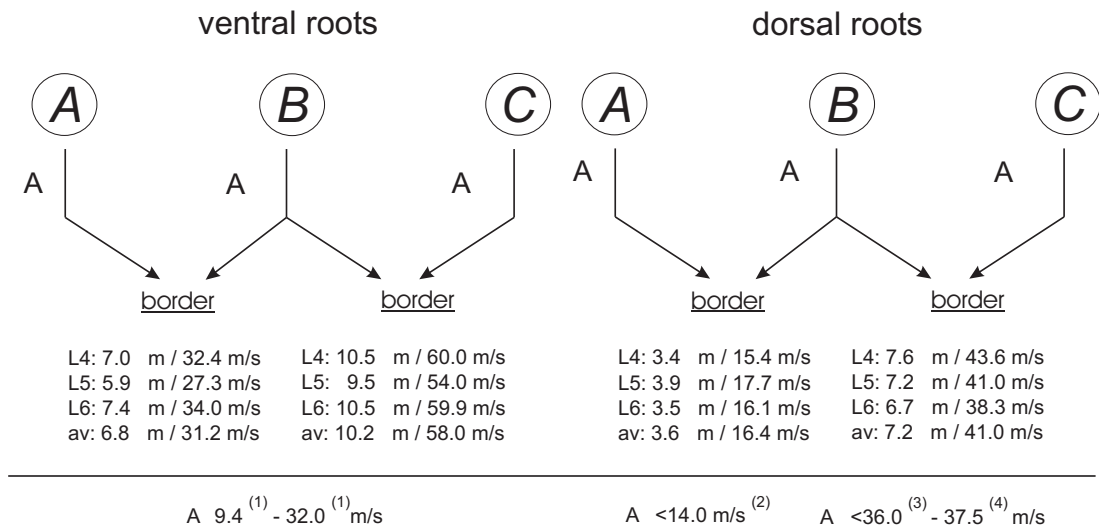 ventral roots dorsal roots
A B C A B C
A A A A A A
border border border border
L4: 7.0 m / 32.4 m/s L4: 10.5 m / 60.0 m/s L4: 3.4 m / 15.4 m/s L4: 7.6 m / 43.6 m/s
L5: 5.9 m / 27.3 m/s L5: 9.5 m / 54.0 m/s L5: 3.9 m / 17.7 m/s L5: 7.2 m / 41.0 m/s
L6: 7.4 m / 34.0 m/s L6: 10.5 m / 59.9 m/s L6: 3.5 m / 16.1 m/s L6: 6.7 m / 38.3 m/s
av: 6.8 m / 31.2 m/s av: 10.2 m / 58.0 m/s av: 3.6 m / 16.4 m/s av: 7.2 m / 41.0 m/s
A 9.4 (1) - 32.0 (1) m/s A <14.0 m/s (2) A <36.0 (3) - 37.5 (4) m/s